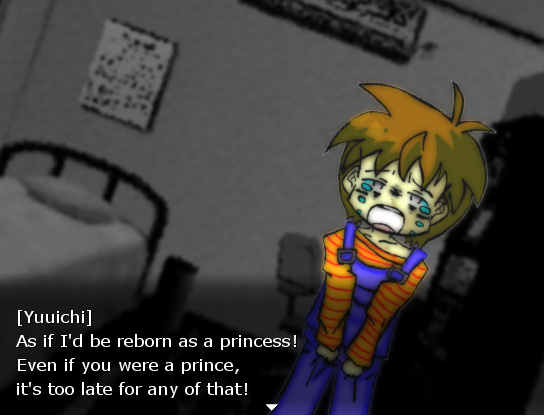 [Yuuichi]
As if I'd be reborn as a princess!
Even if you were a prince,
it's too late for any of that!